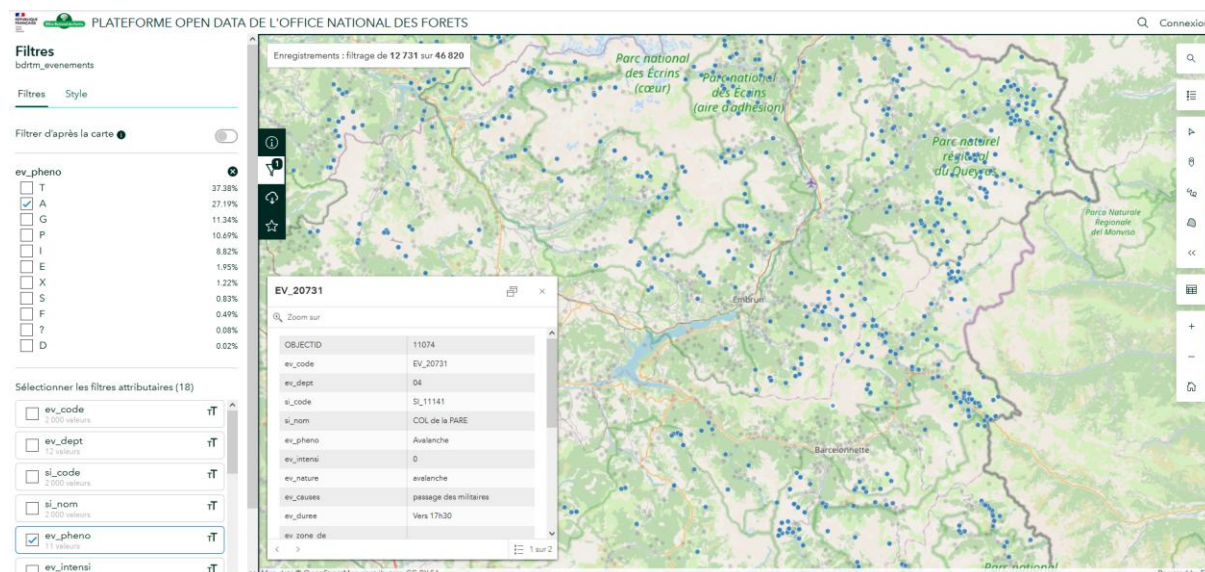 PLATEFORME OPEN DATA DE L'OFFICE NATIONAL DES FORETS
Connexion
Filtres
bdrtm_evenements
Filtres Style
Filtrer d'après la carte
ev_pheno
T 37.38%
A 27.19%
G 11.34%
P 10.69%
I 8.82%
E 1.95%
X 1.22%
S 0.83%
F 0.49%
? 0.08%
D 0.02%
Sélectionner les filtres attributaires (18)
ev_code
2 000 valeurs
ev_dept
12 valeurs
si_code
2 000 valeurs
si_nom
2 000 valeurs
ev_pheno
11 valeurs
ev_intensi
Enregistrements : filtrage de 12 731 sur 46 820
1
Parc national
des Écrins
(cœur)
Parc national
des Écrins
(aire d'adhésion)
Parc naturel
régional
du Queyras
Parco Naturale
Regionale
del Monviso
Embrun
Barcelonnette
Parc national
EV_20731
Zoom sur
OBJECTID 11074
ev_code EV_20731
ev_dept 04
si_code SI_11141
si_nom COL de la PARE
ev_pheno Avalanche
ev_intensi 0
ev_nature avalanche
ev_causes passage des militaires
ev_duree Vers 17h30
ev_zone_de
1 sur 2